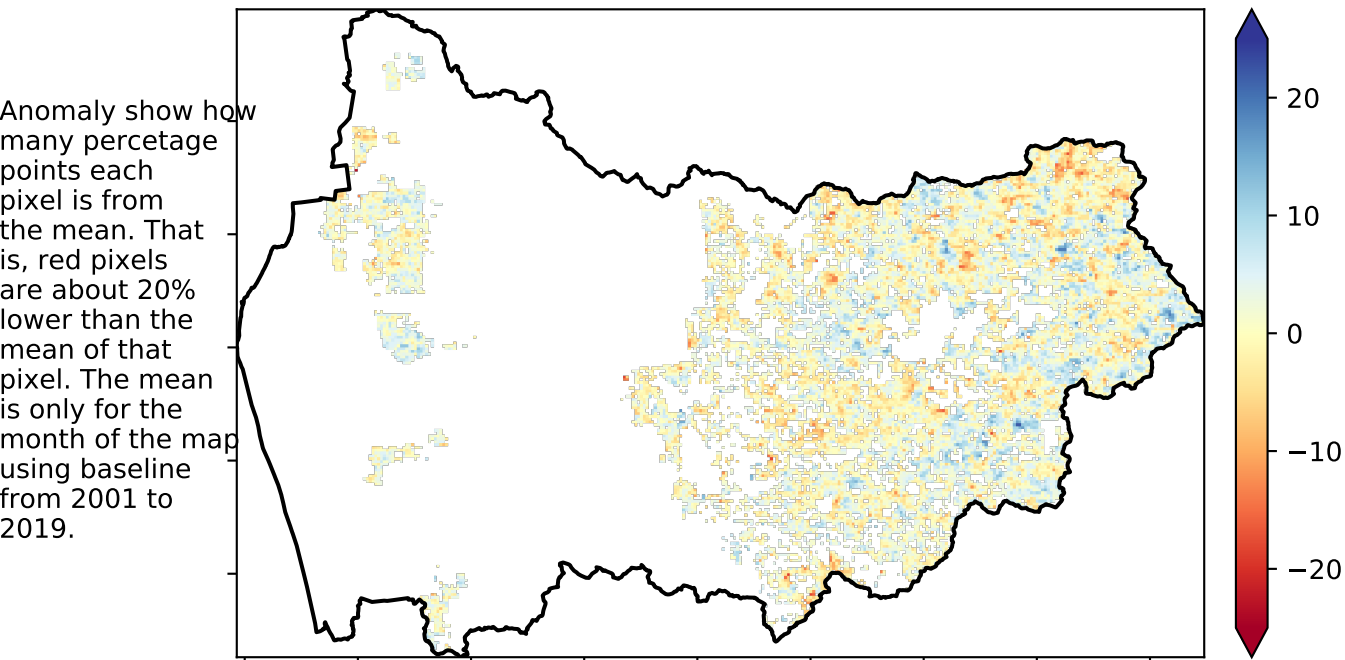 Anomaly show how
many percetage
points each
pixel is from
the mean. That
is, red pixels
are about 20%
lower than the
mean of that
pixel. The mean
is only for the
month of the map
using baseline
from 2001 to
2019.
20
10
0
−10
−20